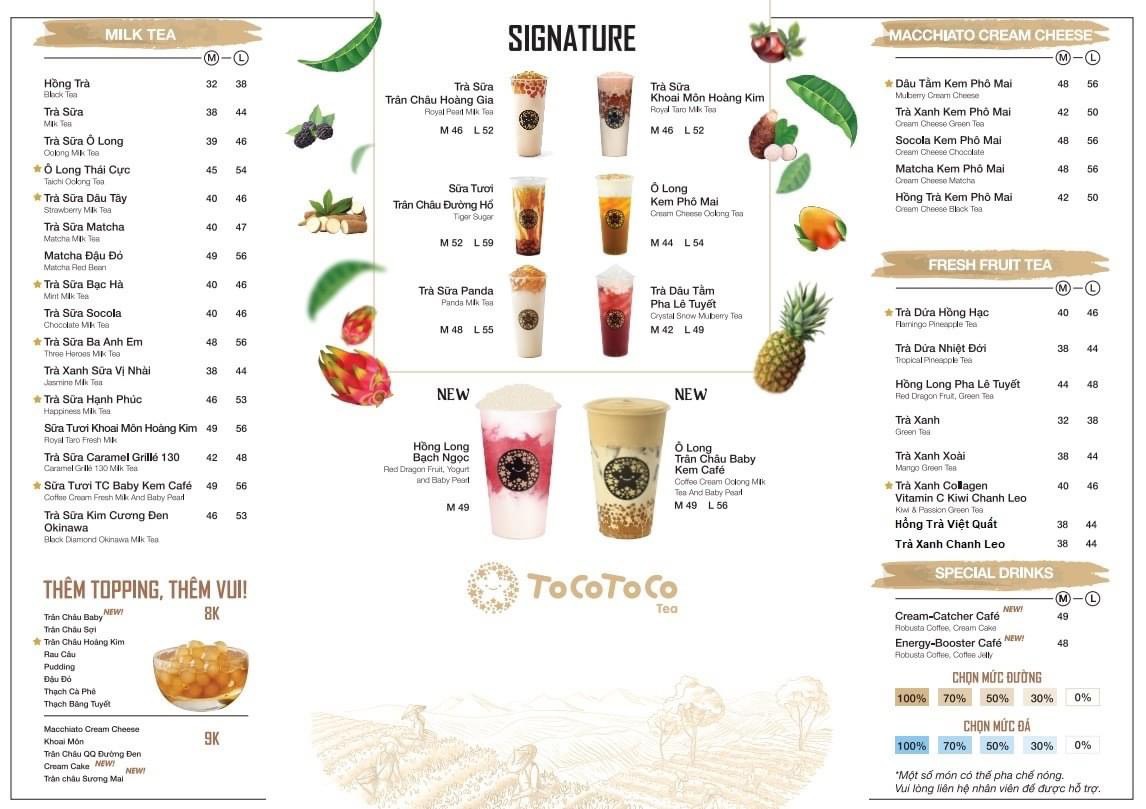 MILK TEA
M L
Hồng Trà 32 38
Black Tea
Trà Sữa 38 44
Milk Tea
Trà Sữa Ô Long 39 46
Oolong Milk Tea
Ô Long Thái Cực 45 54
Taichi Oolong Tea
Trà Sữa Dâu Tây 40 46
Strawberry Milk Tea
Trà Sữa Matcha 40 47
Matcha Milk Tea
Matcha Đậu Đỏ 49 56
Matcha Red Bean
Trà Sữa Bạc Hà 40 46
Mint Milk Tea
Trà Sữa Socola 40 46
Chocolate Milk Tea
Trà Sữa Ba Anh Em 48 56
Three Heroes Milk Tea
Trà Xanh Sữa Vị Nhài 38 44
Jasmine Milk Tea
Trà Sữa Hạnh Phúc 46 53
Happiness Milk Tea
Sữa Tươi Khoai Môn Hoàng Kim 49 56
Royal Taro Fresh Milk
Trà Sữa Caramel Grillé 130 42 48
Caramel Grillé 130 Milk Tea
Sữa Tươi TC Baby Kem Café 49 56
Coffee Cream Fresh Milk And Baby Pearl
Trà Sữa Kim Cương Đen 46 53
Okinawa
Black Diamond Okinawa Milk Tea
THÊM TOPPING, THÊM VUI!
8K
Trân Châu Baby NEW!
Trân Châu Sợi
Trân Châu Hoàng Kim
Rau Câu
Pudding
Đậu Đỏ
Thạch Cà Phê
Thạch Băng Tuyết
9K
Macchiato Cream Cheese
Khoai Môn
Trân Châu QQ Đường Đen
Cream Cake NEW!
Trân châu Sương Mai NEW!
SIGNATURE
Trà Sữa
Trân Châu Hoàng Gia
Royal Pearl Milk Tea
M 46 L 52
Trà Sữa
Khoai Môn Hoàng Kim
Royal Taro Milk Tea
M 46 L 52
Sữa Tươi
Trân Châu Đường Hổ
Tiger Sugar
M 52 L 59
Ô Long
Kem Phô Mai
Cream Cheese Oolong Tea
M 44 L 54
Trà Sữa Panda
Panda Milk Tea
M 48 L 55
Trà Dâu Tằm
Pha Lê Tuyết
Crystal Snow Mulberry Tea
M 42 L 49
NEW
Hồng Long
Bạch Ngọc
Red Dragon Fruit, Yogurt
and Baby Pearl
M 49
NEW
Ô Long
Trân Châu Baby
Kem Café
Coffee Cream Oolong Milk
Tea And Baby Pearl
M 49 L 56
ToCoToCo
Tea
MACCHIATO CREAM CHEESE
M L
Dâu Tằm Kem Phô Mai 48 56
Mulberry Cream Cheese
Trà Xanh Kem Phô Mai 42 50
Cream Cheese Green Tea
Socola Kem Phô Mai 48 56
Cream Cheese Chocolate
Matcha Kem Phô Mai 48 56
Cream Cheese Matcha
Hồng Trà Kem Phô Mai 42 50
Cream Cheese Black Tea
FRESH FRUIT TEA
M L
Trà Dứa Hồng Hạc 40 46
Flamingo Pineapple Tea
Trà Dứa Nhiệt Đới 38 44
Tropical Pineapple Tea
Hồng Long Pha Lê Tuyết 44 48
Red Dragon Fruit, Green Tea
Trà Xanh 32 38
Green Tea
Trà Xanh Xoài 38 44
Mango Green Tea
Trà Xanh Collagen 40 46
Vitamin C Kiwi Chanh Leo
Kiwi & Passion Green Tea
Hồng Trà Việt Quất 38 44
Trà Xanh Chanh Leo 38 44
SPECIAL DRINKS
M L
Cream-Catcher Café NEW! 49
Robusta Coffee, Cream Cake
Energy-Booster Café NEW! 48
Robusta Coffee, Coffee Jelly
CHỌN MỨC ĐƯỜNG
100% 70% 50% 30% 0%
CHỌN MỨC ĐÁ
100% 70% 50% 30% 0%
*Một số món có thể pha chế nóng.
Vui lòng liên hệ nhân viên để được hỗ trợ.